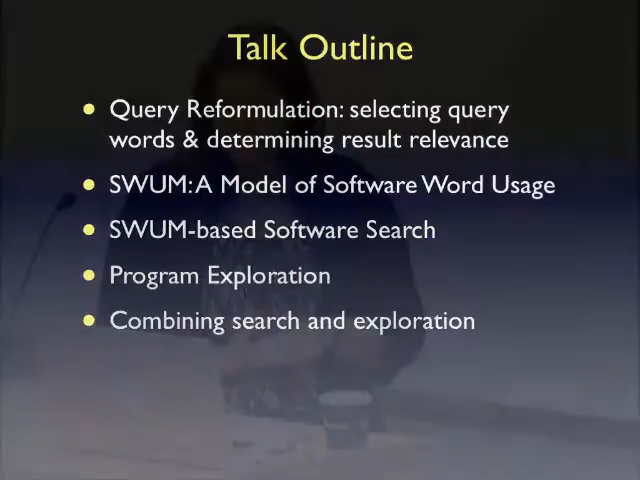 Talk Outline
Query Reformulation: selecting query
words & determining result relevance
SWUM: A Model of Software Word Usage
SWUM-based Software Search
Program Exploration
Combining search and exploration